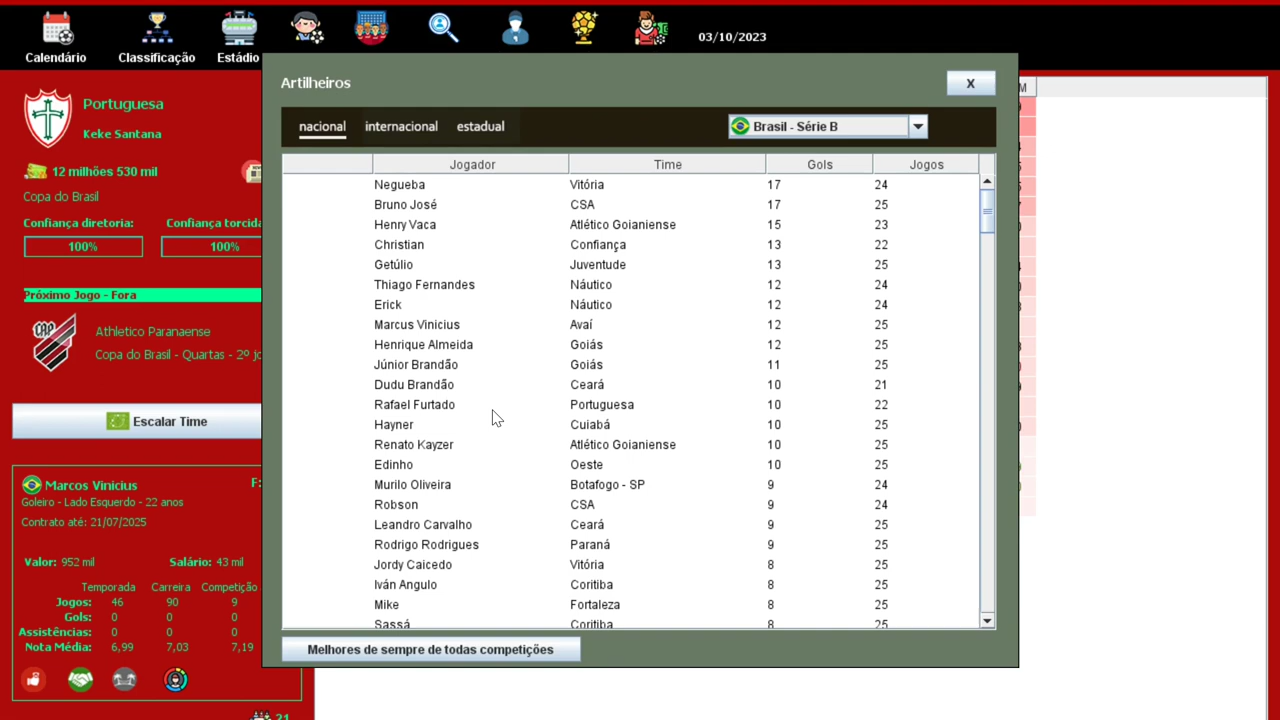 Calendário Classificação Estádio 03/10/2023
Portuguesa
Keke Santana
12 milhões 530 mil
Copa do Brasil
Confiança diretoria: Confiança torcida
100% 100%
Próximo Jogo - Fora
CAP
Athletico Paranaense
Copa do Brasil - Quartas - 2º jo
Escalar Time
Marcos Vinicius F:
Goleiro - Lado Esquerdo - 22 anos
Contrato até: 21/07/2025
Valor: 952 mil Salário: 43 mil
Temporada Carreira Competição
Jogos: 46 90 9
Gols: 0 0 0
Assistências: 0 0 0
Nota Média: 6,99 7,03 7,19
21
Artilheiros X
nacional internacional estadual Brasil - Série B
Jogador Time Gols Jogos
Negueba Vitória 17 24
Bruno José CSA 17 25
Henry Vaca Atlético Goianiense 15 23
Christian Confiança 13 22
Getúlio Juventude 13 25
Thiago Fernandes Náutico 12 24
Erick Náutico 12 24
Marcus Vinicius Avaí 12 25
Henrique Almeida Goiás 12 25
Júnior Brandão Goiás 11 25
Dudu Brandão Ceará 10 21
Rafael Furtado Portuguesa 10 22
Hayner Cuiabá 10 25
Renato Kayzer Atlético Goianiense 10 25
Edinho Oeste 10 25
Murilo Oliveira Botafogo - SP 9 24
Robson CSA 9 24
Leandro Carvalho Ceará 9 25
Rodrigo Rodrigues Paraná 9 25
Jordy Caicedo Vitória 8 25
Iván Angulo Coritiba 8 25
Mike Fortaleza 8 25
Sassá Coritiba 8 25
Melhores de sempre de todas competições
M